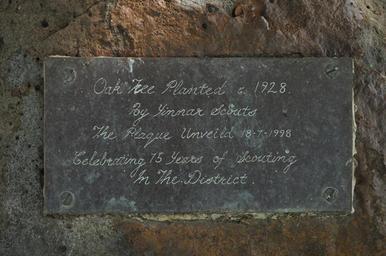 Oak Tree Planted c 1928.
By Yinnar Scouts
The Plaque Unveild 18-7-1998
Celebrating 75 Years of Scouting
In The District.